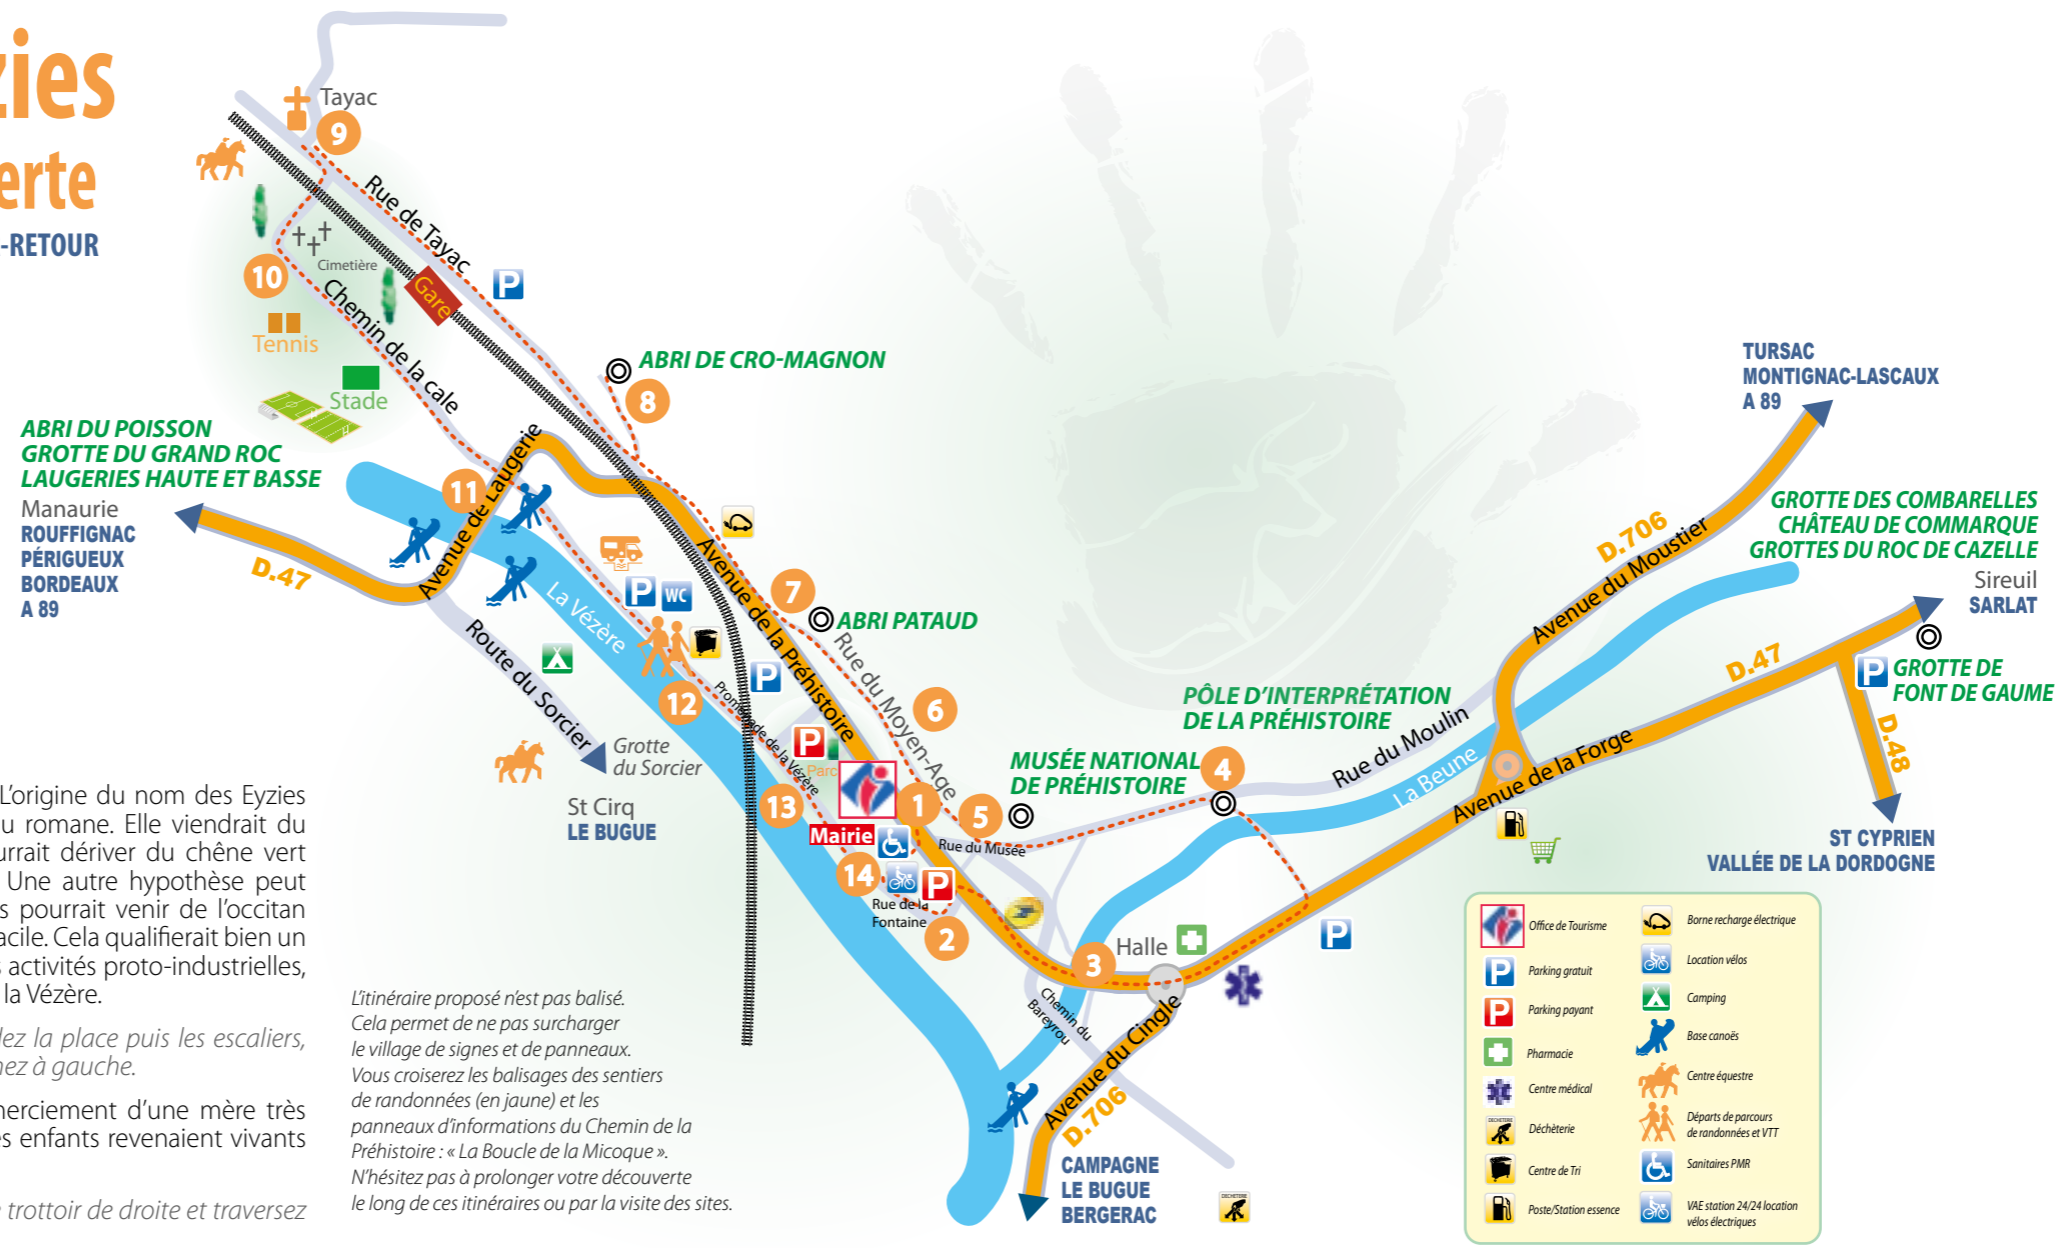 zies
erte
-RETOUR
Tayac
9
Rue de Tayac
P
Cimetière
10
Gare
Chemin de la cale
Tennis
Stade
ABRI DE CRO-MAGNON
8
ABRI DU POISSON
GROTTE DU GRAND ROC
LAUGERIES HAUTE ET BASSE
Manaurie
ROUFFIGNAC
PÉRIGUEUX
BORDEAUX
A 89
D.47
Avenue de Laugerie
11
La Vézère
P
WC
Avenue de la Préhistoire
7
ABRI PATAUD
Rue du Moyen-Age
6
Route du Sorcier
Grotte
du Sorcier
St Cirq
LE BUGUE
12
P
Promenade de la Vézère
P
Parc
13
1
Mairie
14
P
Rue de la
Fontaine
2
5
Rue du Musée
MUSÉE NATIONAL
DE PRÉHISTOIRE
PÔLE D'INTERPRÉTATION
DE LA PRÉHISTOIRE
4
Rue du Moulin
La Beune
Avenue de la Forge
Avenue du Moustier
D.706
TURSAC
MONTIGNAC-LASCAUX
A 89
GROTTE DES COMBARELLES
CHÂTEAU DE COMMARQUE
GROTTES DU ROC DE CAZELLE
Sireuil
SARLAT
D.47
P
GROTTE DE
FONT DE GAUME
D.48
ST CYPRIEN
VALLÉE DE LA DORDOGNE
3
Halle
P
Chemin du
Bareyrou
Avenue du Cingle
D.706
CAMPAGNE
LE BUGUE
BERGERAC
DECHETERIE
L'origine du nom des Eyzies
u romane. Elle viendrait du
urrait dériver du chêne vert
Une autre hypothèse peut
s pourrait venir de l'occitan
acile. Cela qualifierait bien un
s activités proto-industrielles,
la Vézère.
lez la place puis les escaliers,
nez à gauche.
nerciement d'une mère très
es enfants revenaient vivants
e trottoir de droite et traversez
L'itinéraire proposé n'est pas balisé.
Cela permet de ne pas surcharger
le village de signes et de panneaux.
Vous croiserez les balisages des sentiers
de randonnées (en jaune) et les
panneaux d'informations du Chemin de la
Préhistoire : « La Boucle de la Micoque ».
N'hésitez pas à prolonger votre découverte
le long de ces itinéraires ou par la visite des sites.
Office de Tourisme
P
Parking gratuit
P
Parking payant
Pharmacie
Centre médical
DECHETERIE
Déchèterie
Centre de Tri
Poste/Station essence
Borne recharge électrique
Location vélos
Camping
Base canoës
Centre équestre
Départs de parcours
de randonnées et VTT
Sanitaires PMR
VAE station 24/24 location
vélos électriques